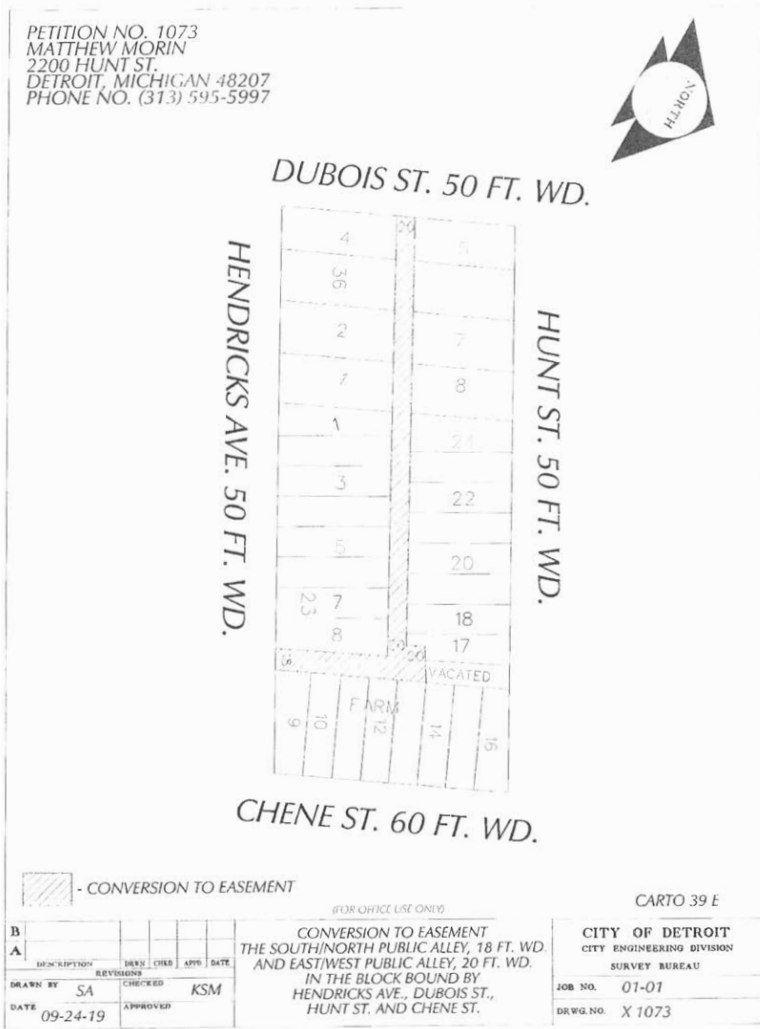 PETITION NO. 1073
MATTHEW MORIN
2200 HUNT ST.
DETROIT, MICHIGAN 48207
PHONE NO. (313) 595-5997
NORTH
DUBOIS ST. 50 FT. WD.
HENDRICKS AVE. 50 FT. WD.
HUNT ST. 50 FT. WD.
4
20
36
2
7
7
8
1
21
3
22
5
20
23
7
18
8
17
VACATED
FARM
9
10
12
14
16
CHENE ST. 60 FT. WD.
- CONVERSION TO EASEMENT
CARTO 39 E
(FOR OFFICE USE ONLY)
B
A
DESCRIPTION
DRWN
CHKD
APPD
DATE
REVISIONS
DRAWN BY
SA
CHECKED
KSM
DATE
09-24-19
APPROVED
CONVERSION TO EASEMENT
THE SOUTH/NORTH PUBLIC ALLEY, 18 FT. WD
AND EAST/WEST PUBLIC ALLEY, 20 FT. WD.
IN THE BLOCK BOUND BY
HENDRICKS AVE., DUBOIS ST.,
HUNT ST. AND CHENE ST.
CITY OF DETROIT
CITY ENGINEERING DIVISION
SURVEY BUREAU
JOB NO. 01-01
DRWG. NO. X 1073